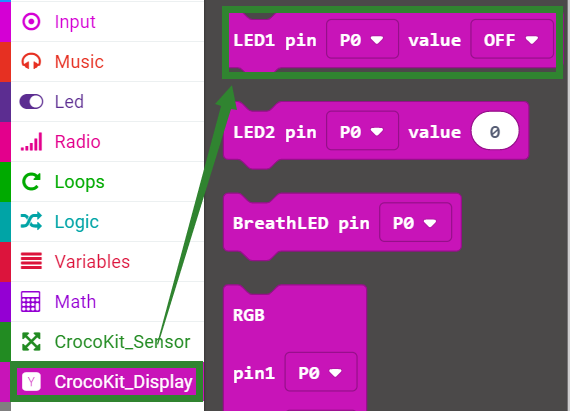 Input
Music
Led
Radio
Loops
Logic
Variables
Math
CrocoKit_Sensor
Y CrocoKit_Display
LED1 pin P0 value OFF
LED2 pin P0 value 0
BreathLED pin P0
RGB
pin1 P0